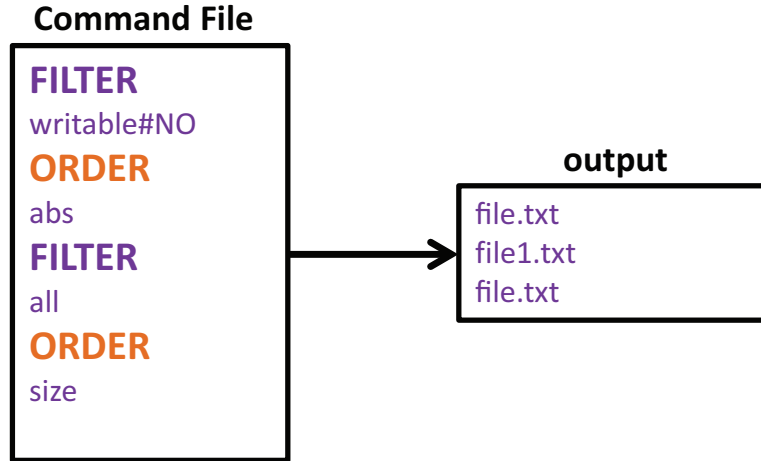 Command File
FILTER
writable#NO
ORDER
abs
FILTER
all
ORDER
size
output
file.txt
file1.txt
file.txt